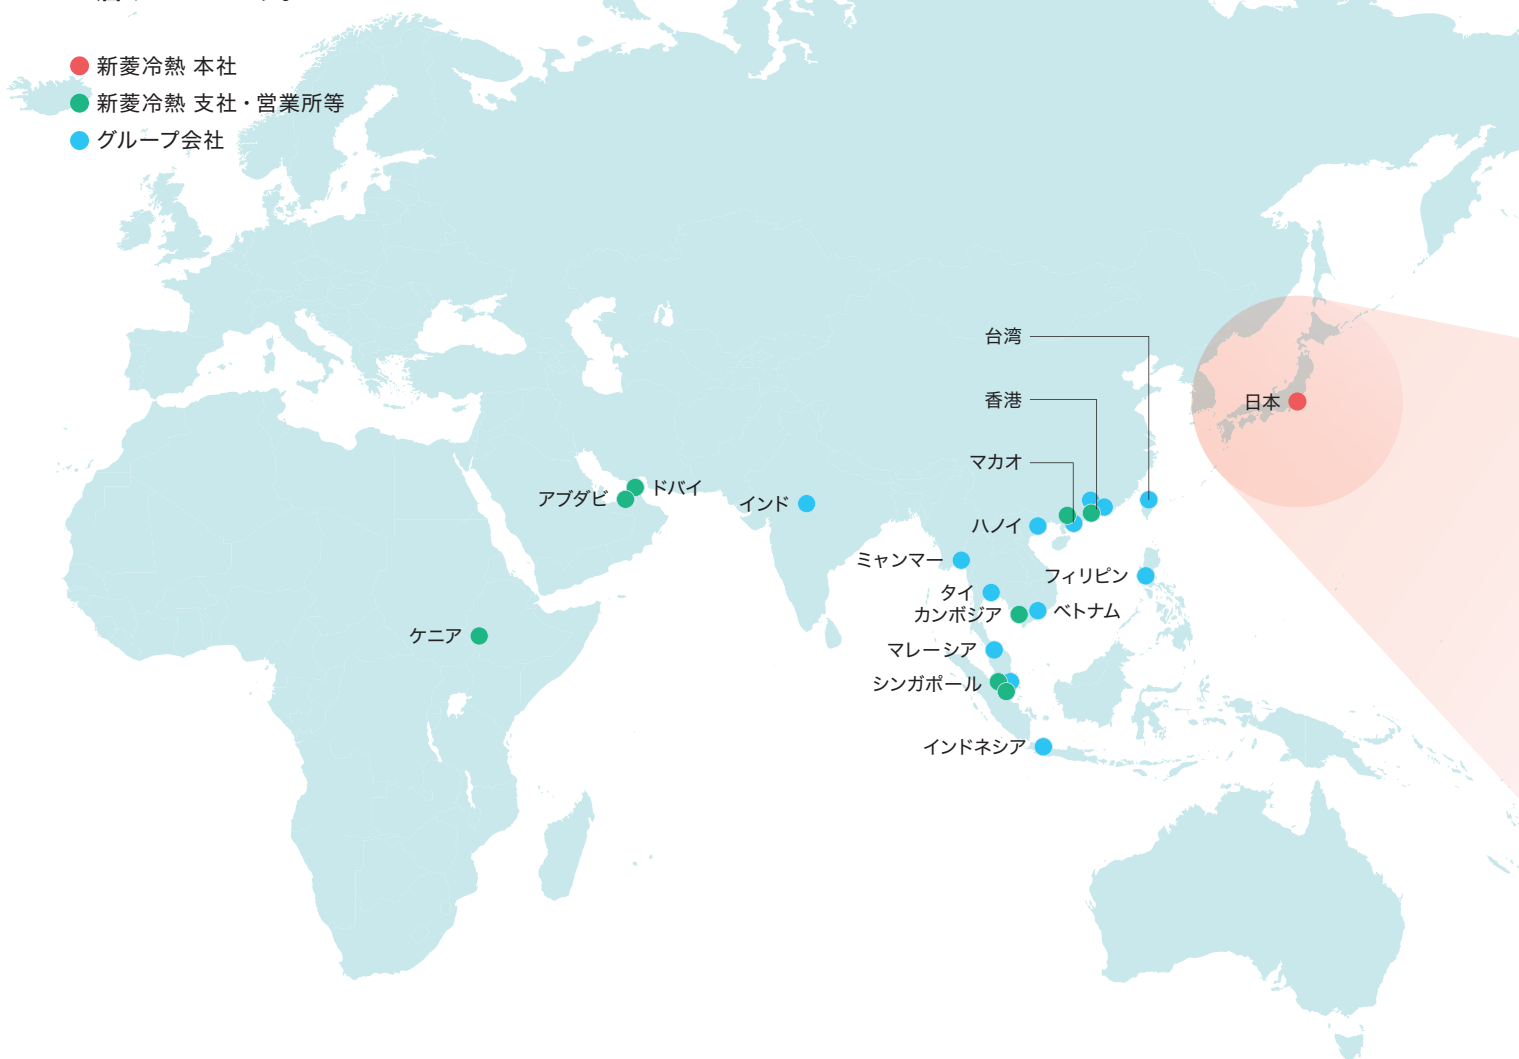 新菱冷熱 本社
新菱冷熱 支社・営業所等
グループ会社
台湾
香港
日本
マカオ
ドバイ
アブダビ
インド
ハノイ
ミャンマー
フィリピン
タイ
カンボジア
ベトナム
ケニア
マレーシア
シンガポール
インドネシア